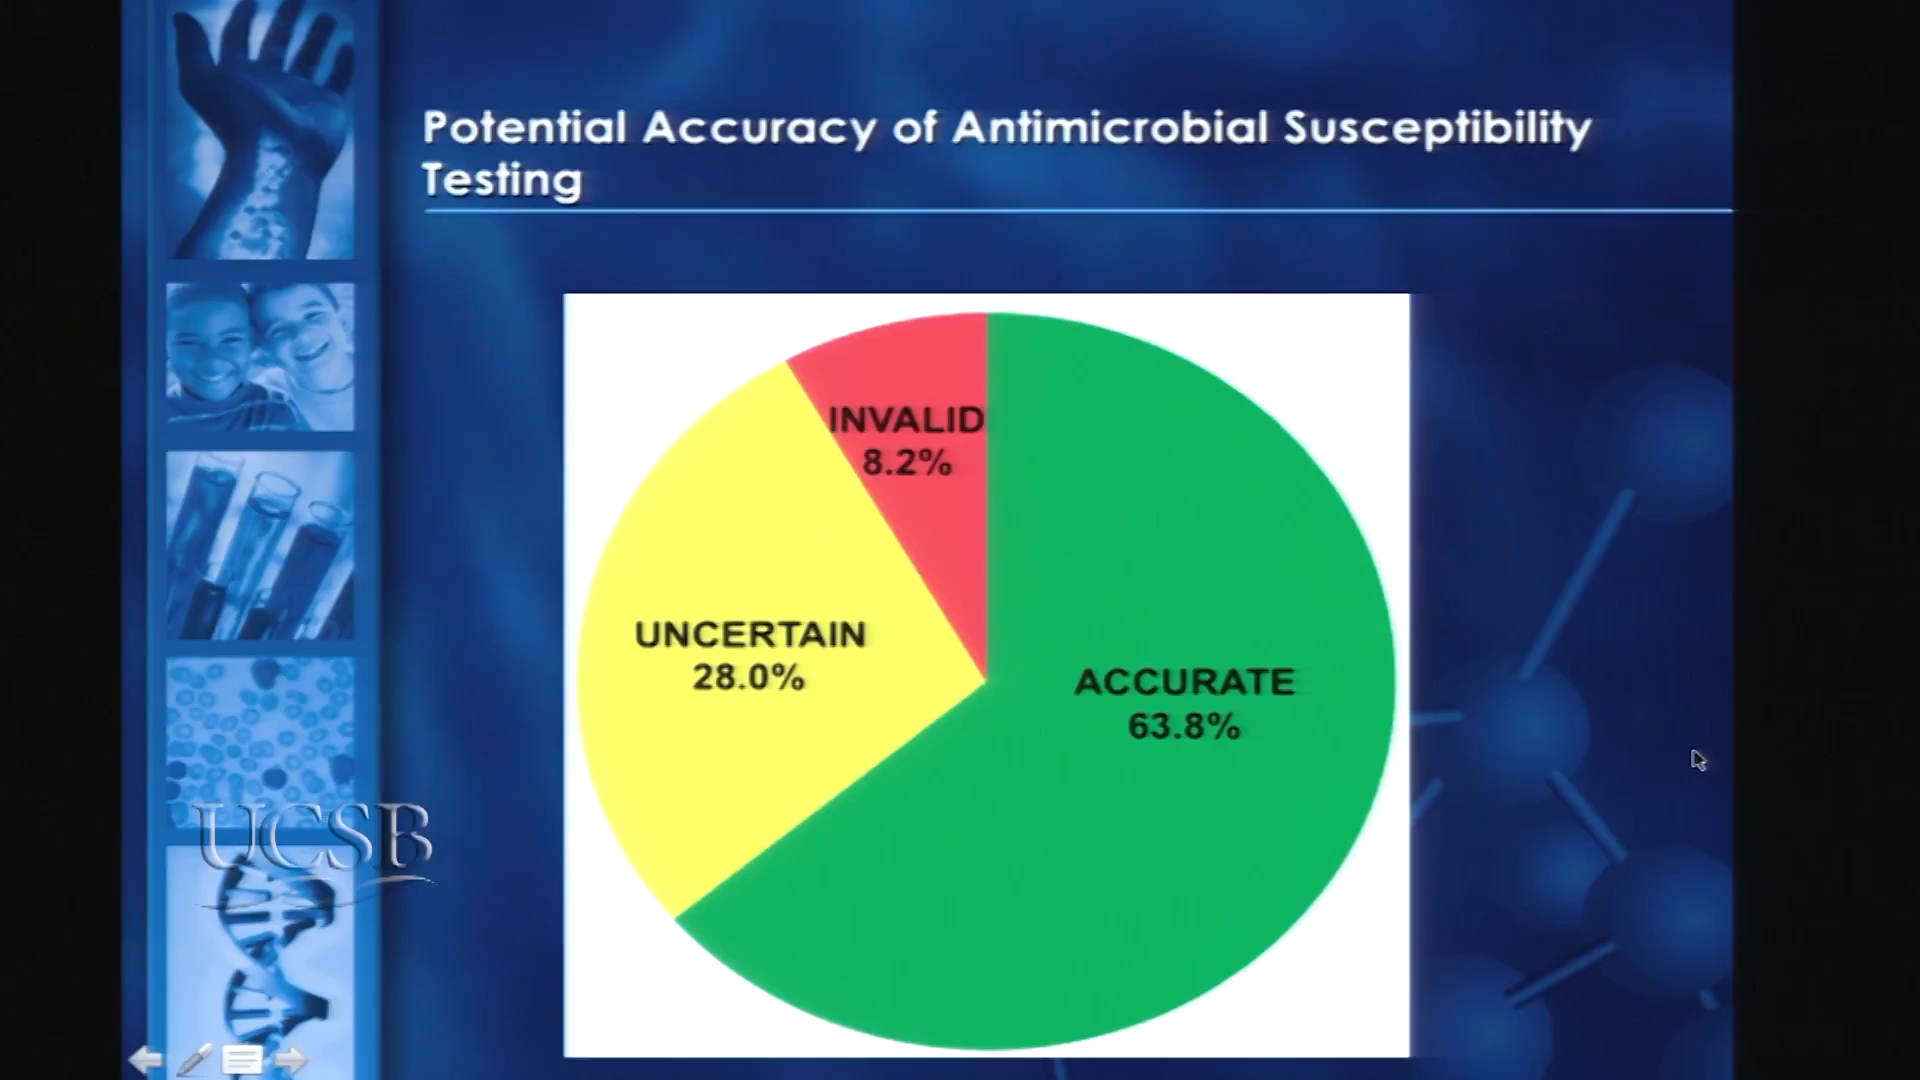 Potential Accuracy of Antimicrobial Susceptibility
Testing
INVALID
8.2%
UNCERTAIN
28.0%
ACCURATE
63.8%
UCSB